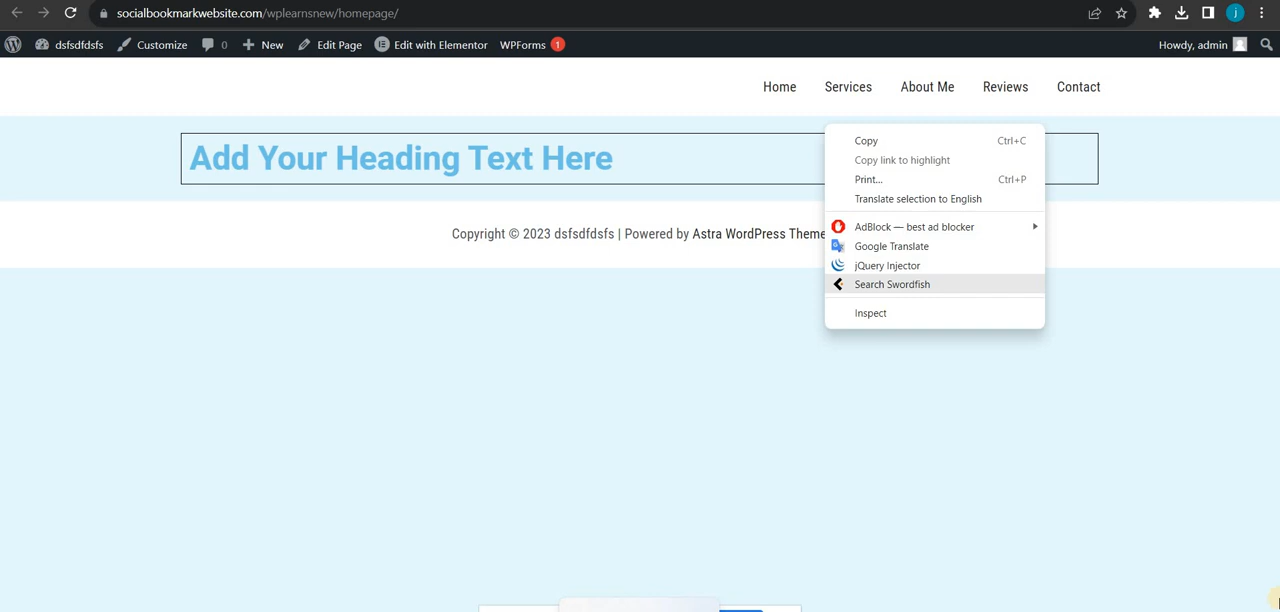 socialbookmarkwebsite.com/wplearnsnew/homepage/
j
dsfsdfdsfs Customize 0 New Edit Page Edit with Elementor WPForms 1 Howdy, admin
Home Services About Me Reviews Contact
Add Your Heading Text Here
Copyright © 2023 dsfsdfdsfs | Powered by Astra WordPress Theme
Copy Ctrl+C
Copy link to highlight
Print... Ctrl+P
Translate selection to English
AdBlock — best ad blocker
Google Translate
jQuery Injector
Search Swordfish
Inspect